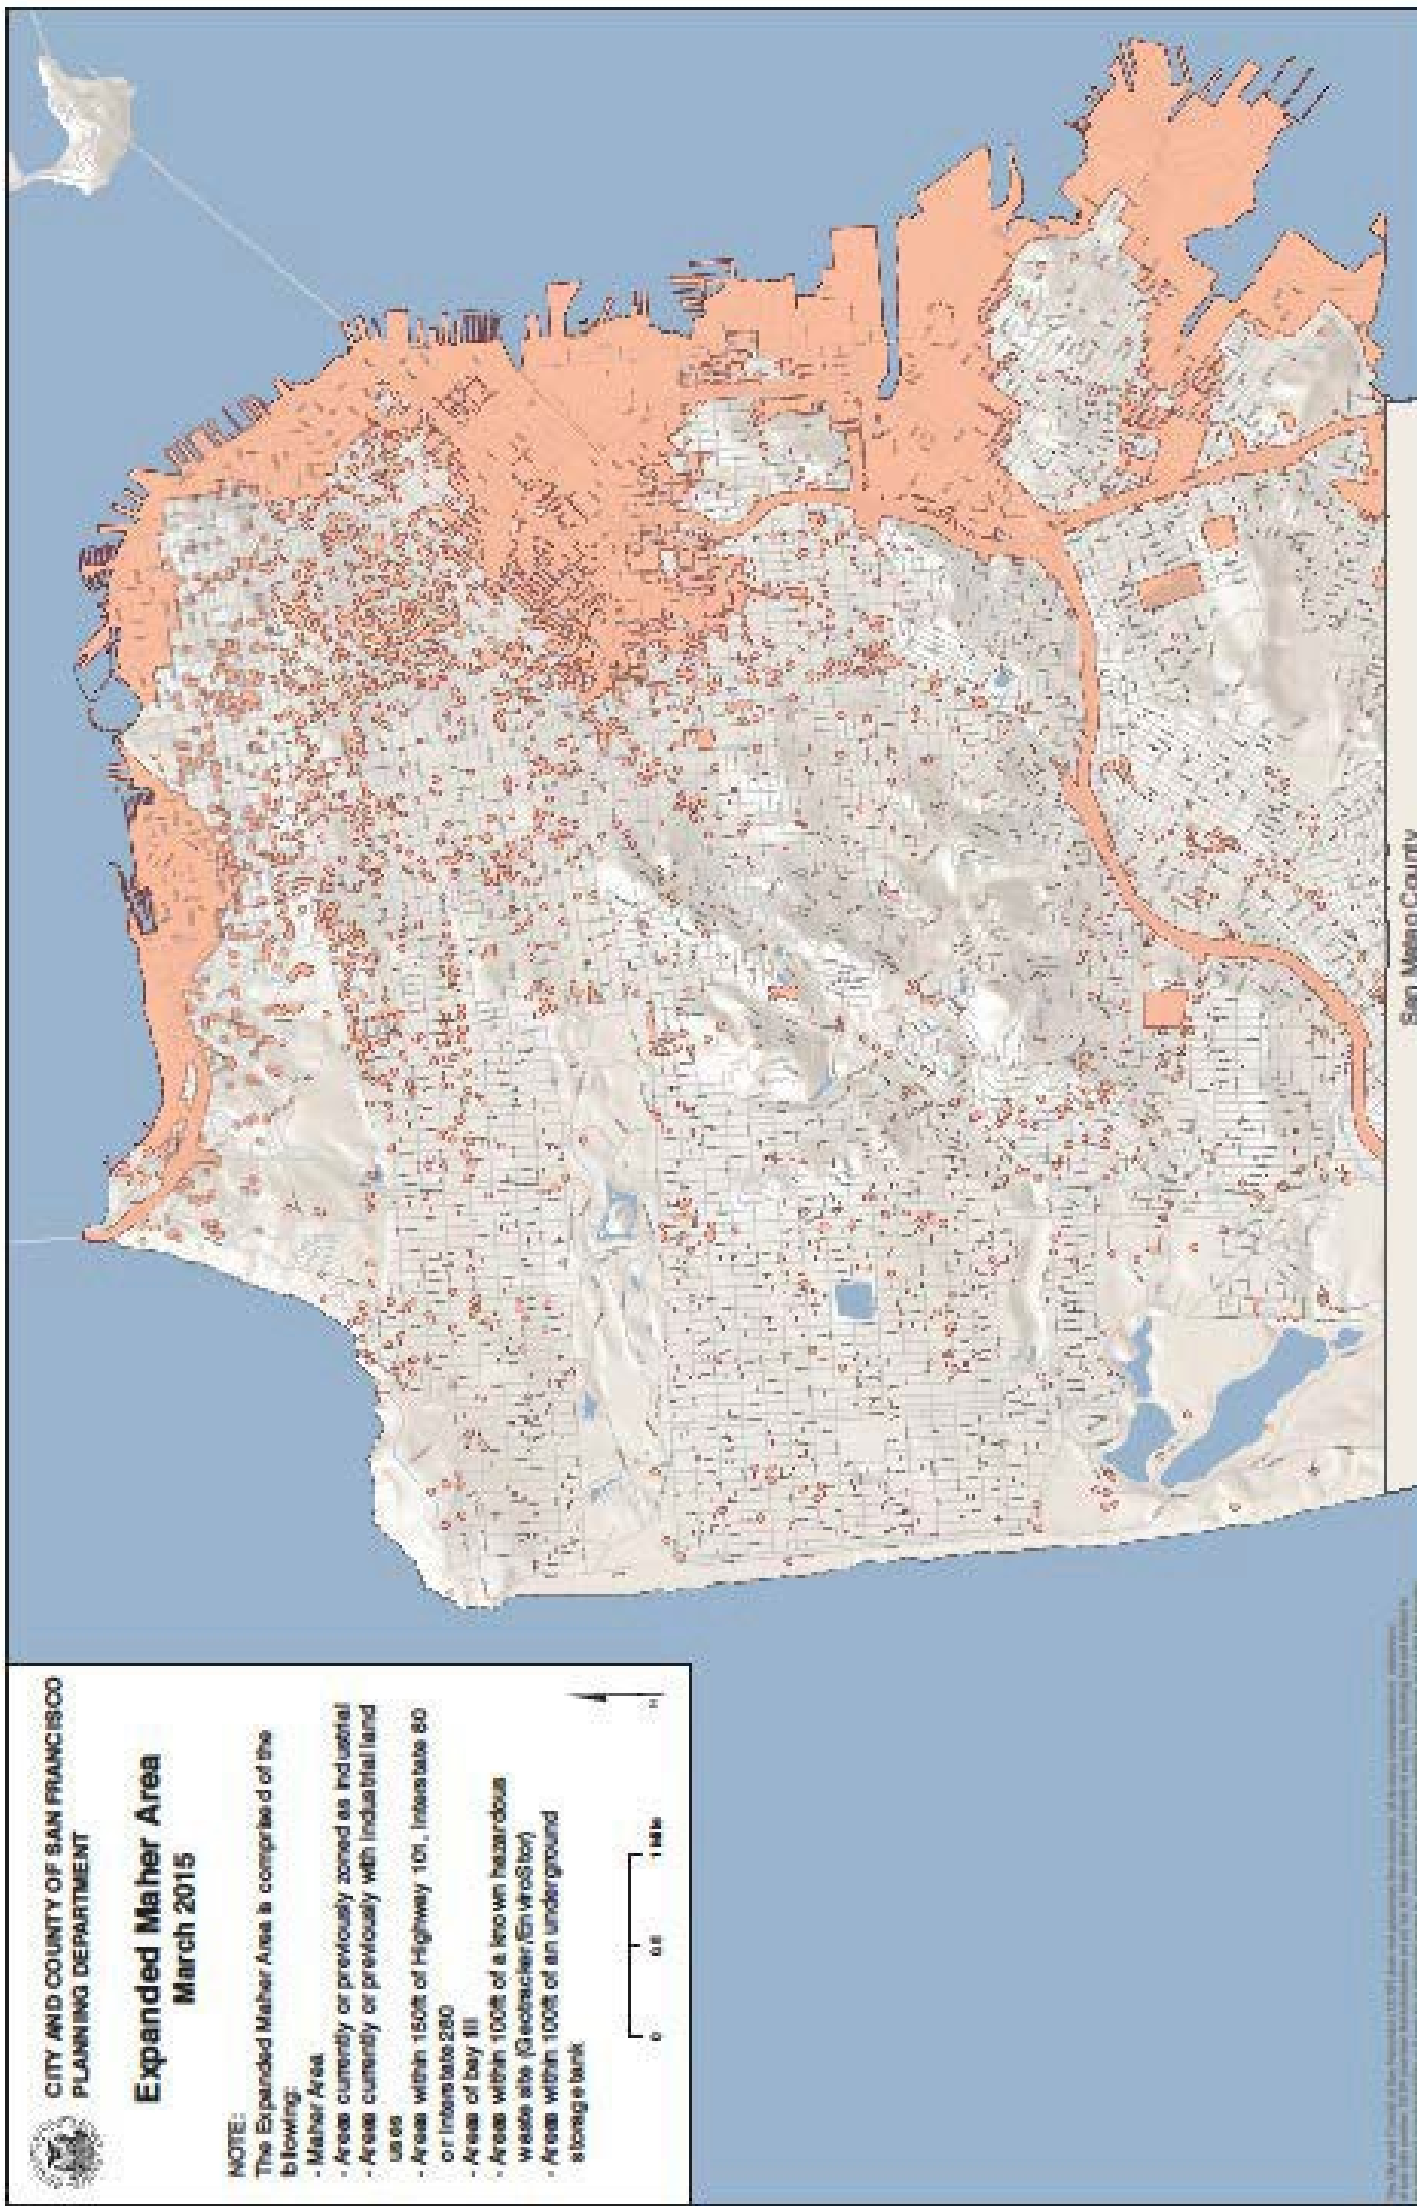 CITY AND COUNTY OF SAN FRANCISCO
PLANNING DEPARTMENT
Expanded Maher Area
March 2015
NOTE:
The Expanded Maher Area is comprised of the
following:
- Maher Area
- Areas currently or previously zoned as industrial
- Areas currently or previously with industrial land
uses
- Areas within 150ft of Highway 101, Interstate 80
or Interstate 280
- Areas of bay fill
- Areas within 100ft of a known hazardous
waste site (Geotracker/EnviroStor)
- Areas within 100ft of an underground
storage tank
0 0.5 1 Miles
San Mateo County